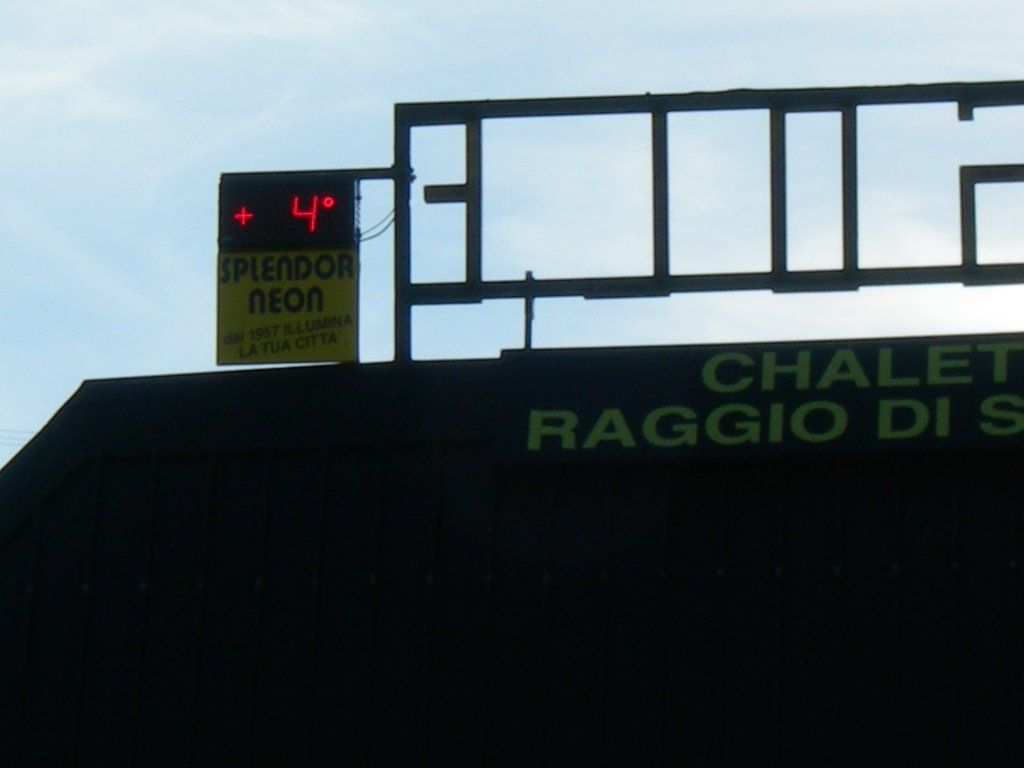 + 4°
SPLENDOR
NEON
dal 1957 ILLUMINA
LA TUA CITTA'
CHALET
RAGGIO DI S